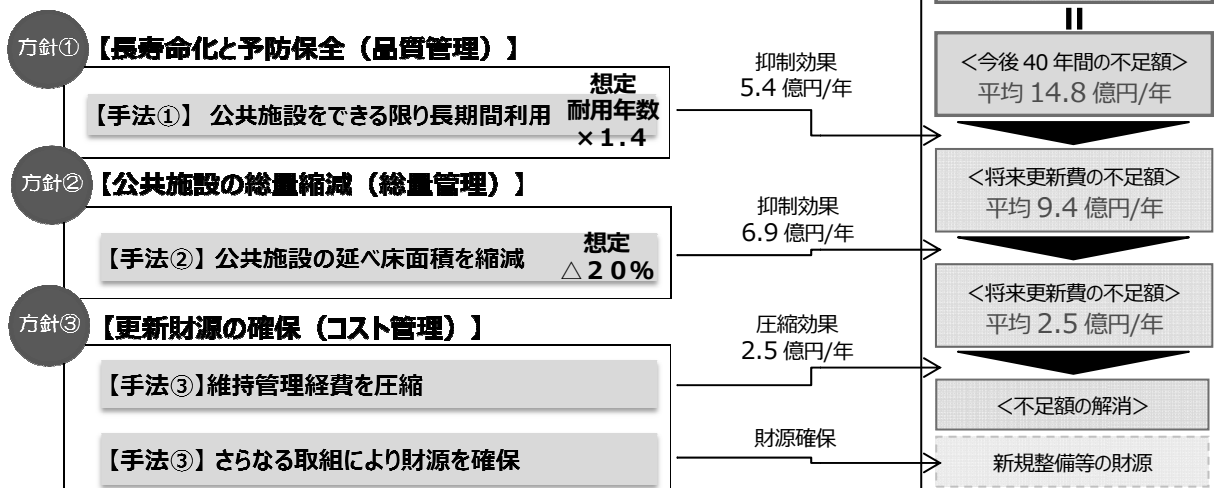 方針① 【長寿命化と予防保全（品質管理）】
【手法①】 公共施設をできる限り長期間利用
想定
耐用年数
×1.4
抑制効果
5.4 億円/年
＝
＜今後 40 年間の不足額＞
平均 14.8 億円/年
方針② 【公共施設の総量縮減（総量管理）】
【手法②】公共施設の延べ床面積を縮減
想定
△20%
抑制効果
6.9 億円/年
＜将来更新費の不足額＞
平均 9.4 億円/年
方針③ 【更新財源の確保（コスト管理）】
【手法③】維持管理経費を圧縮
圧縮効果
2.5 億円/年
＜将来更新費の不足額＞
平均 2.5 億円/年
＜不足額の解消＞
【手法③】さらなる取組により財源を確保
財源確保
新規整備等の財源